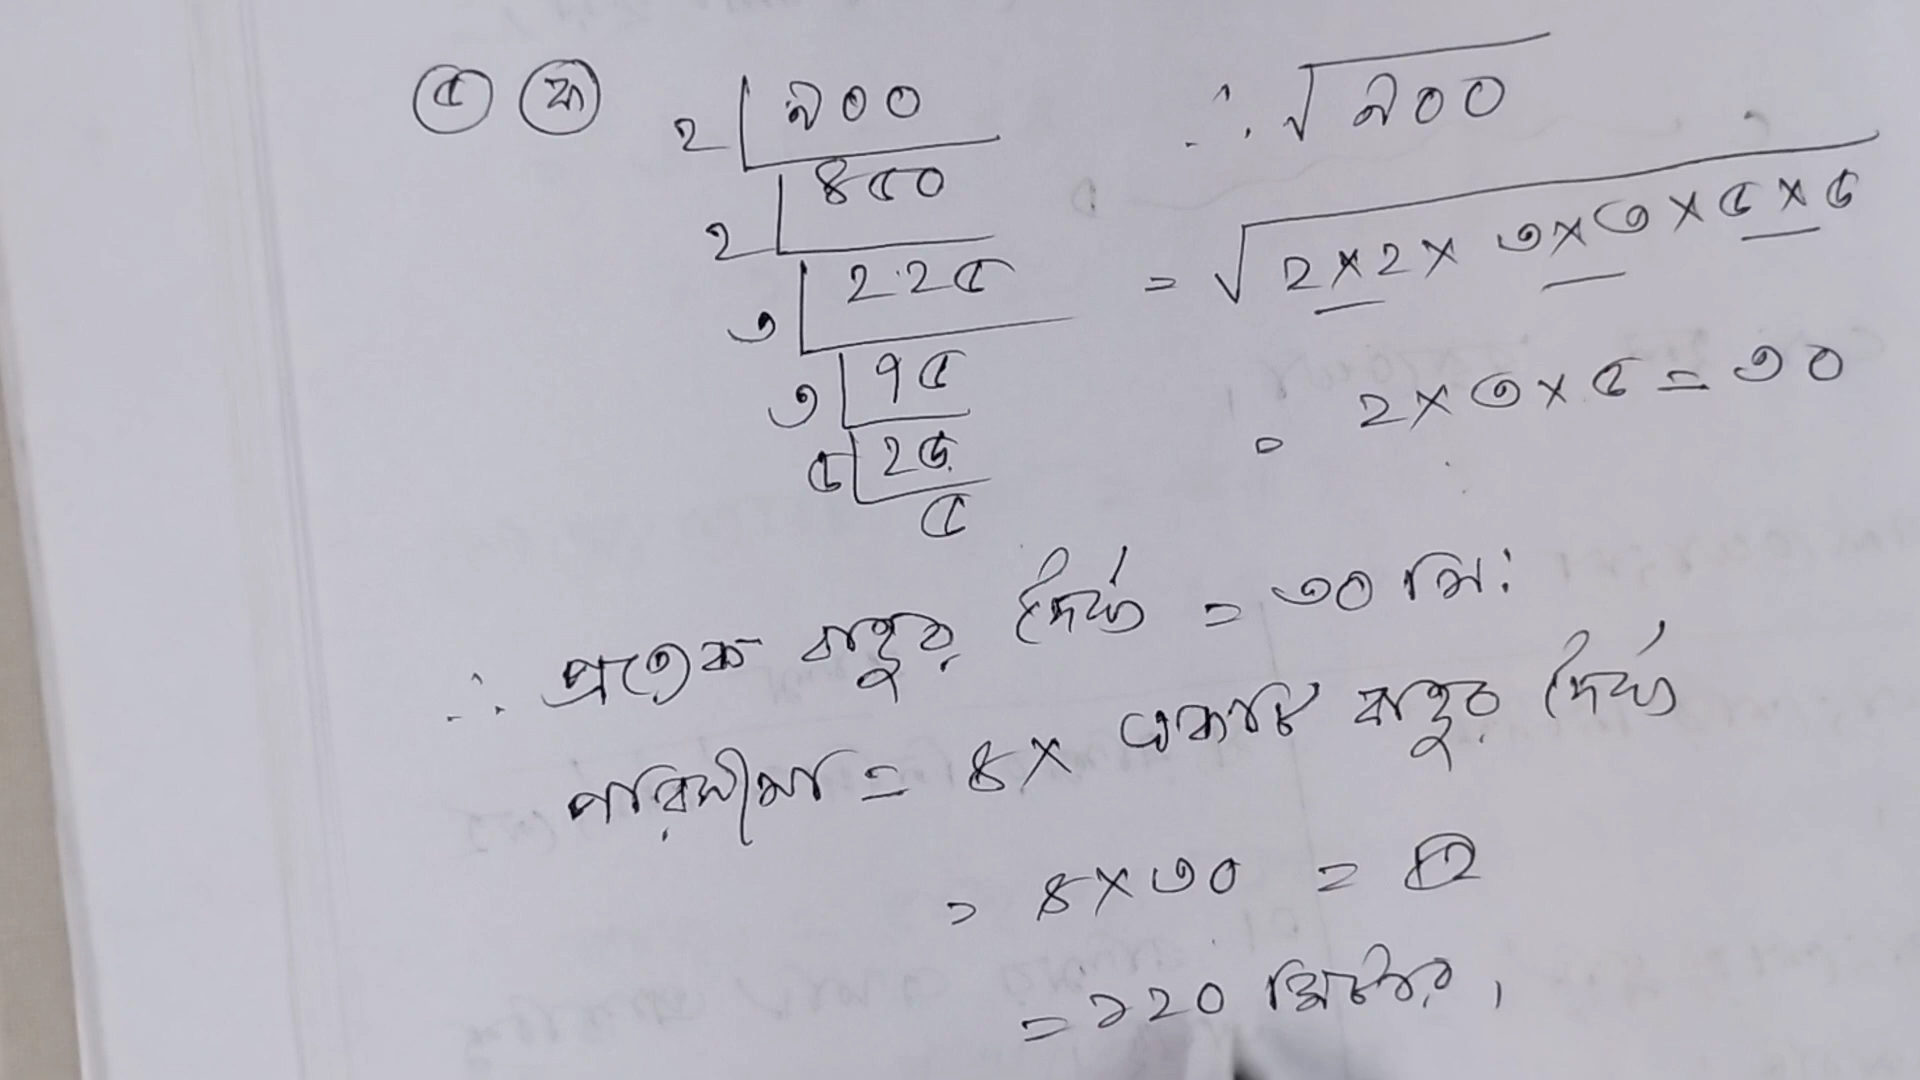 ৫ ক
২ ৯০০
২ ৪৫০
৩ ২২৫
৩ ৭৫
৫ ২৫
৫
∴ √৯০০
= √২×২×৩×৩×৫×৫
= ২×৩×৫ = ৩০
∴ প্রত্যেক বাহুর দৈর্ঘ্য = ৩০ মি:
পরিসীমা = ৪× একটি বাহুর দৈর্ঘ্য
= ৪×৩০ =
= ১২০ মিটার,